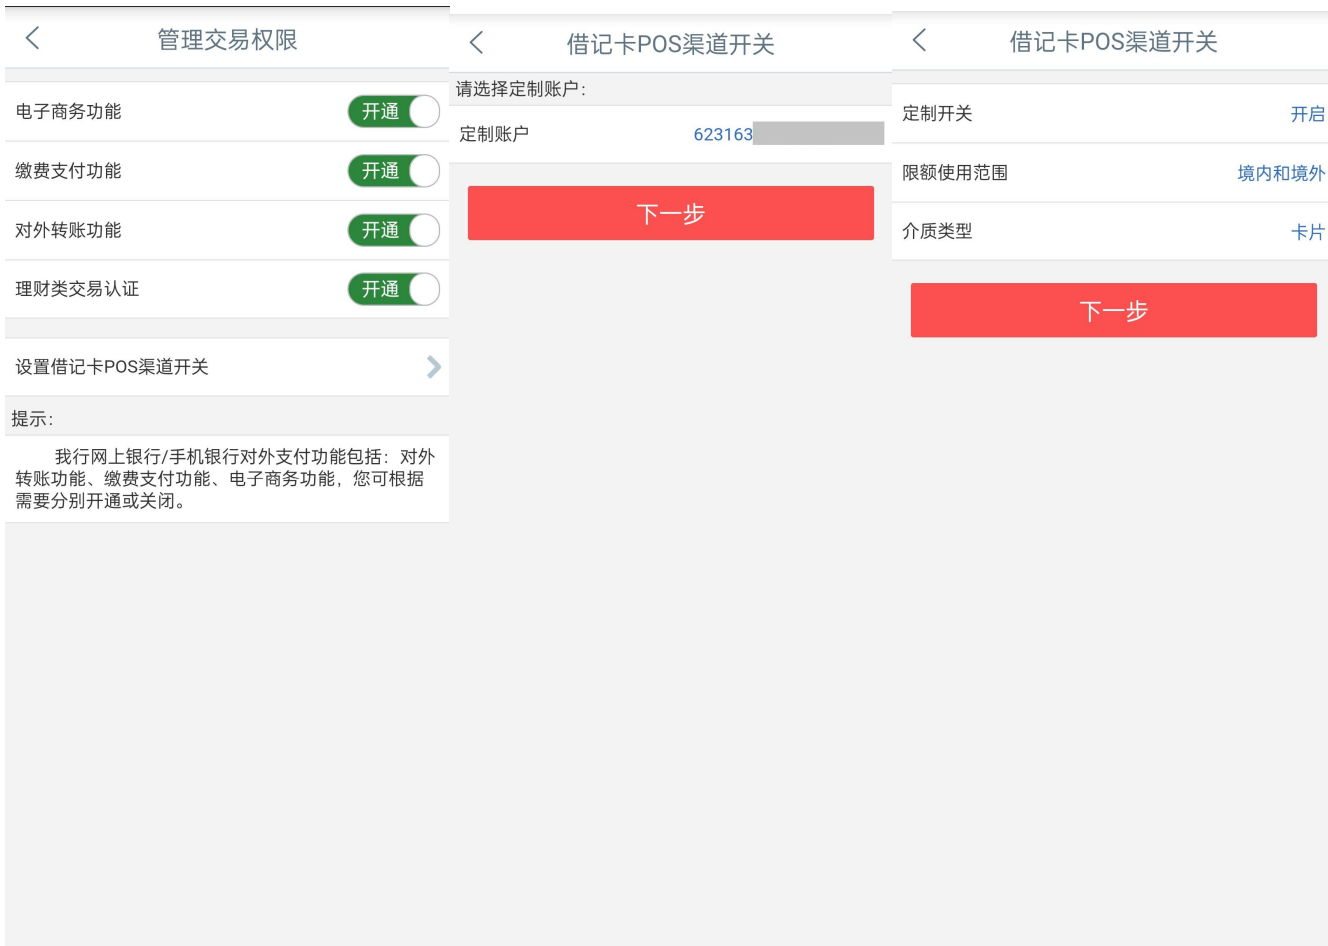 管理交易权限
电子商务功能 开通
缴费支付功能 开通
对外转账功能 开通
理财类交易认证 开通
设置借记卡POS渠道开关
提示：
我行网上银行/手机银行对外支付功能包括：对外
转账功能、缴费支付功能、电子商务功能，您可根据
需要分别开通或关闭。
借记卡POS渠道开关
请选择定制账户：
定制账户 623163
下一步
借记卡POS渠道开关
定制开关 开启
限额使用范围 境内和境外
介质类型 卡片
下一步